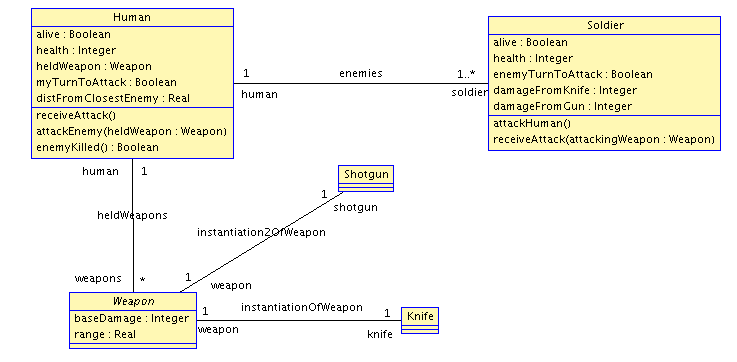 Human
alive : Boolean
health : Integer
heldWeapon : Weapon
myTurnToAttack : Boolean
distFromClosestEnemy : Real
receiveAttack()
attackEnemy(heldWeapon : Weapon)
enemyKilled() : Boolean
Soldier
alive : Boolean
health : Integer
enemyTurnToAttack : Boolean
damageFromKnife : Integer
damageFromGun : Integer
attackHuman()
receiveAttack(attackingWeapon : Weapon)
1 enemies 1..*
human soldier
human 1
Shotgun
1
shotgun
heldWeapons
instantiation2OfWeapon
weapons * 1
weapon
Weapon
baseDamage : Integer
range : Real
1 instantiationOfWeapon 1
weapon knife
Knife